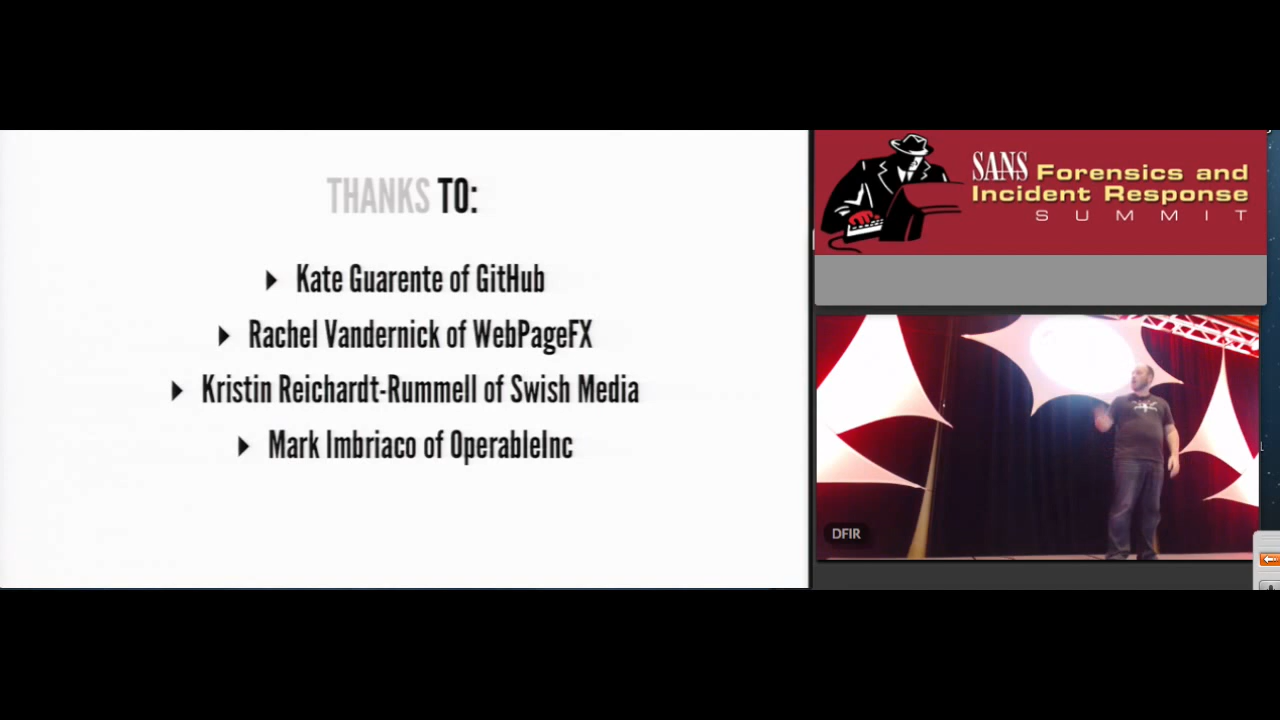 THANKS TO:
Kate Guarente of GitHub
Rachel Vandernick of WebPageFX
Kristin Reichardt-Rummell of Swish Media
Mark Imbriaco of OperableInc
SANS Forensics and
Incident Response
SUMMIT
DFIR